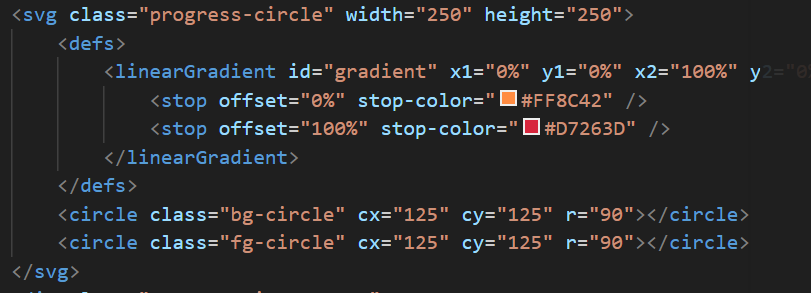 <svg class="progress-circle" width="250" height="250">
<defs>
<linearGradient id="gradient" x1="0%" y1="0%" x2="100%" y2="0%
<stop offset="0%" stop-color="#FF8C42" />
<stop offset="100%" stop-color="#D7263D" />
</linearGradient>
</defs>
<circle class="bg-circle" cx="125" cy="125" r="90"></circle>
<circle class="fg-circle" cx="125" cy="125" r="90"></circle>
</svg>